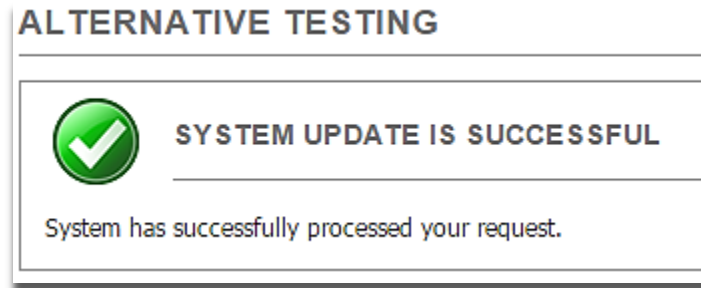 ALTERNATIVE TESTING
SYSTEM UPDATE IS SUCCESSFUL
System has successfully processed your request.